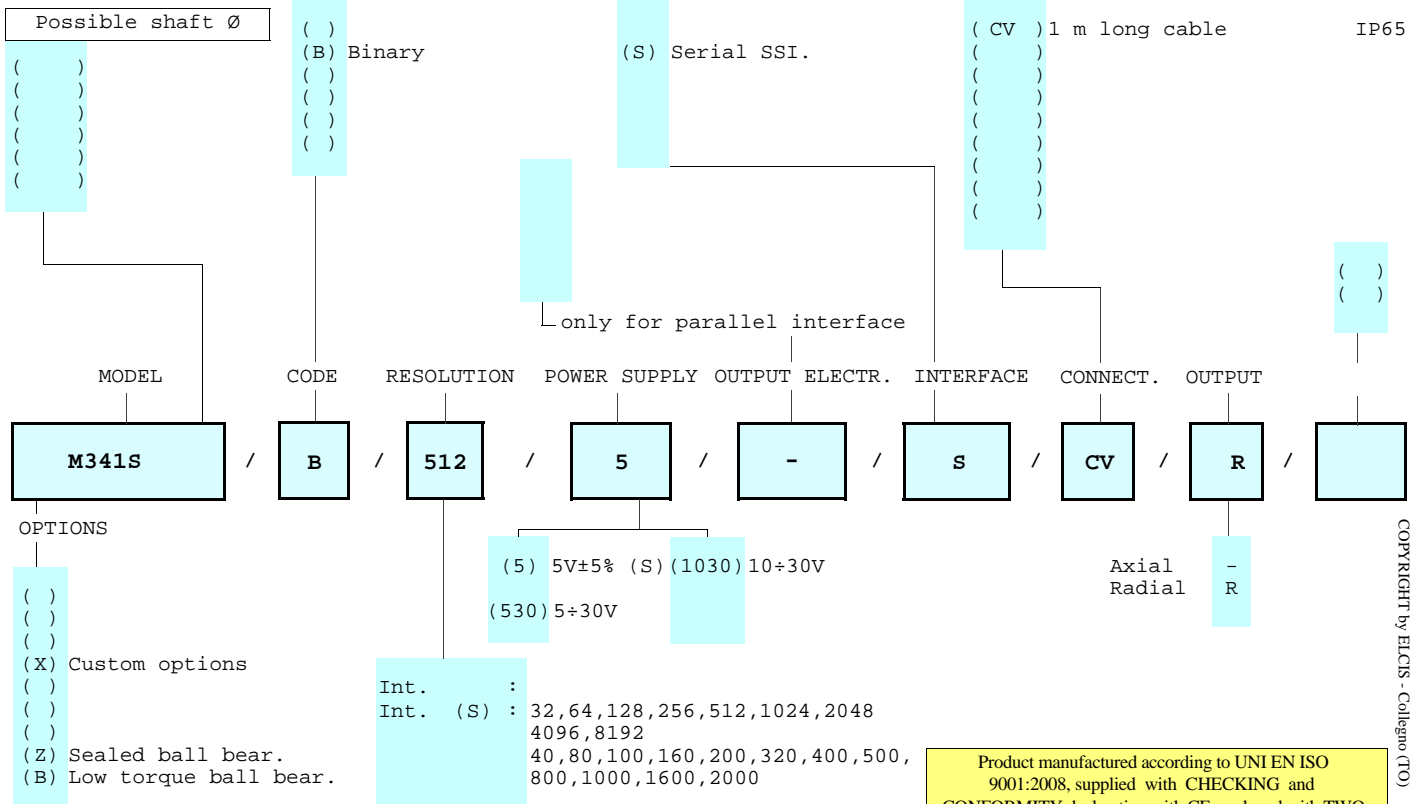 Possible shaft Ø
( )
( )
( )
( )
( )
( )
( )
(B) Binary
( )
( )
( )
( )
(S) Serial SSI.
( CV ) 1 m long cable
( )
( )
( )
( )
( )
( )
( )
( )
IP65
( )
( )
only for parallel interface
MODEL CODE RESOLUTION POWER SUPPLY OUTPUT ELECTR. INTERFACE CONNECT. OUTPUT
M341S / B / 512 / 5 / - / S / CV / R /
OPTIONS
( )
( )
( )
(X) Custom options
( )
( )
( )
(Z) Sealed ball bear.
(B) Low torque ball bear.
(5) 5V±5% (S) (1030) 10÷30V
(530) 5÷30V
Int. :
Int. (S) : 32,64,128,256,512,1024,2048
4096,8192
40,80,100,160,200,320,400,500,
800,1000,1600,2000
Axial -
Radial R
Product manufactured according to UNI EN ISO
9001:2008, supplied with CHECKING and
COPYRIGHT by ELCIS - Collegno (TO)